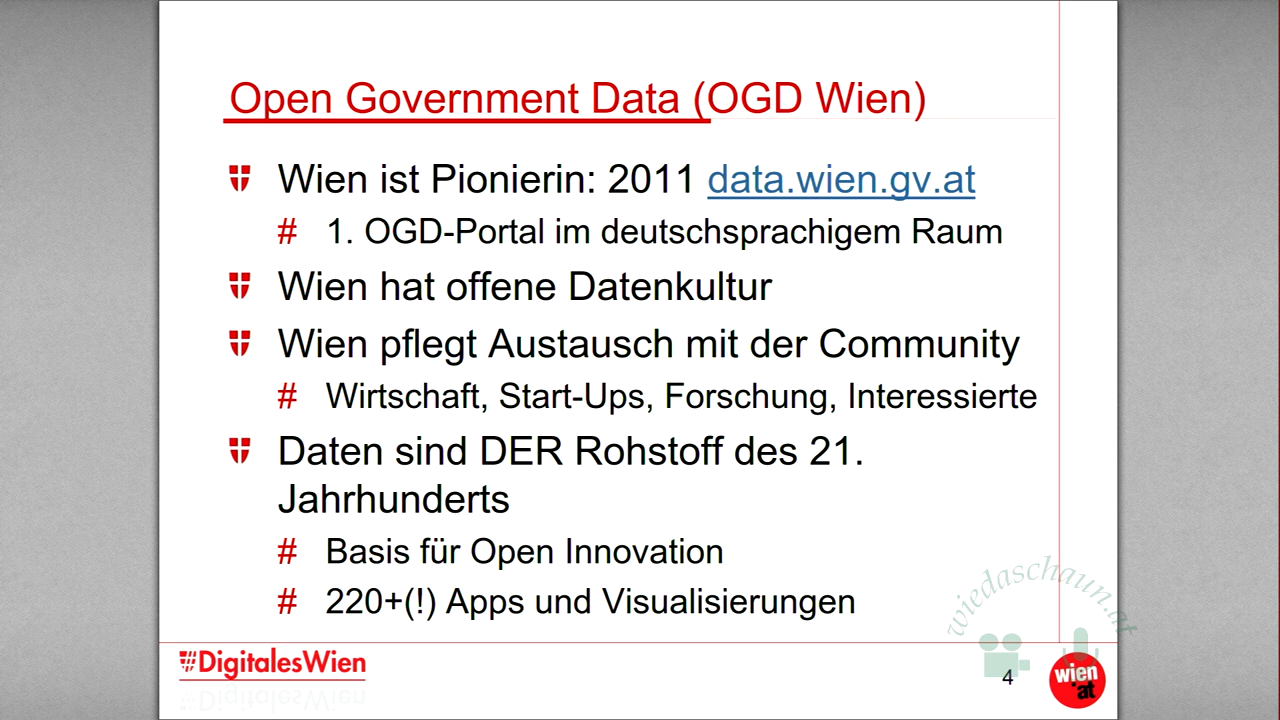 Open Government Data (OGD Wien)
Wien ist Pionierin: 2011 data.wien.gv.at
# 1. OGD-Portal im deutschsprachigem Raum
Wien hat offene Datenkultur
Wien pflegt Austausch mit der Community
# Wirtschaft, Start-Ups, Forschung, Interessierte
Daten sind DER Rohstoff des 21.
Jahrhunderts
# Basis für Open Innovation
# 220+(!) Apps und Visualisierungen
wiedaschaun.at
#DigitalesWien
4
wien
.at